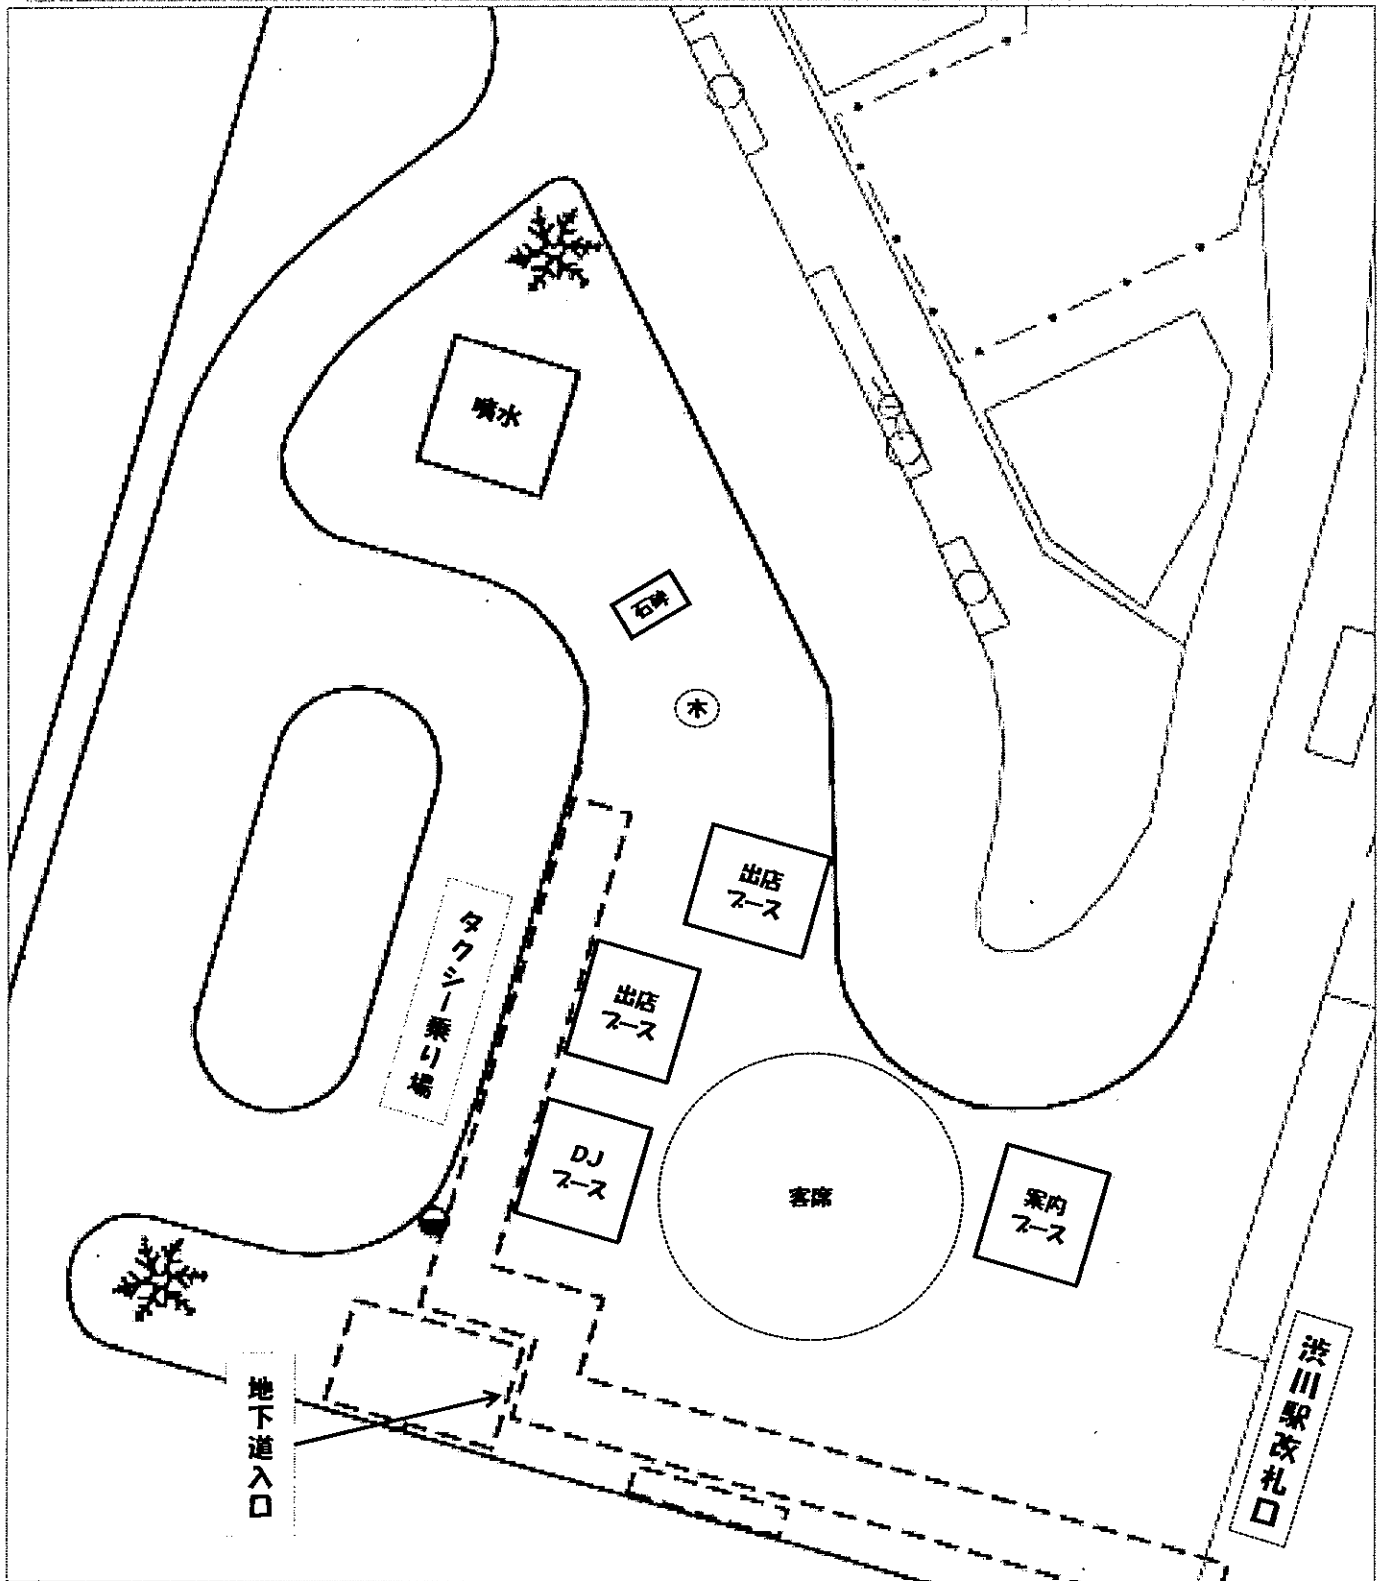 噴水
石碑
木
出店
ブース
タクシー乗り場
出店
ブース
DJ
ブース
客席
案内
ブース
地下道入口
渋川駅改札口